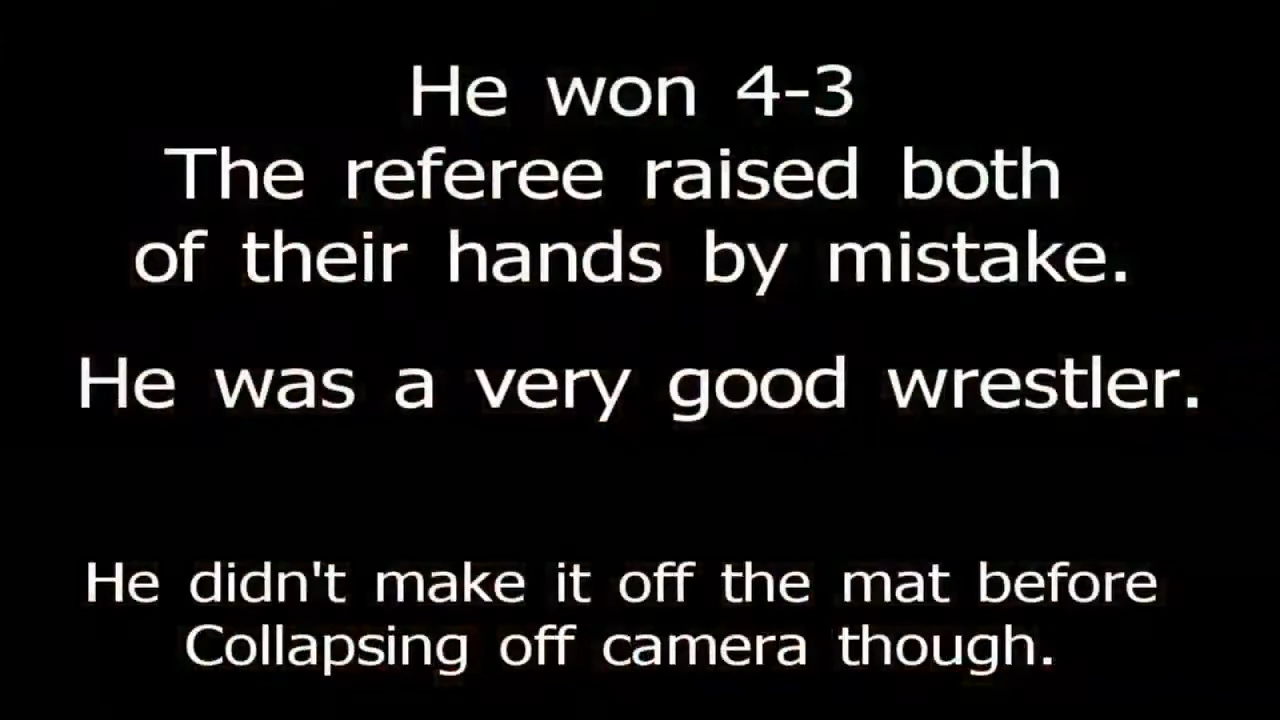 He won 4-3
The referee raised both
of their hands by mistake.
He was a very good wrestler.
He didn't make it off the mat before
Collapsing off camera though.